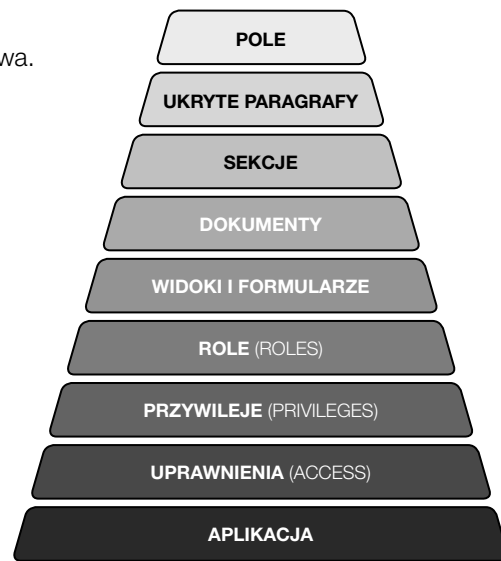 wa.
POLE
UKRYTE PARAGRAFY
SEKCJE
DOKUMENTY
WIDOKI I FORMULARZE
ROLE (ROLES)
PRZYWILEJE (PRIVILEGES)
UPRAWNIENIA (ACCESS)
APLIKACJA